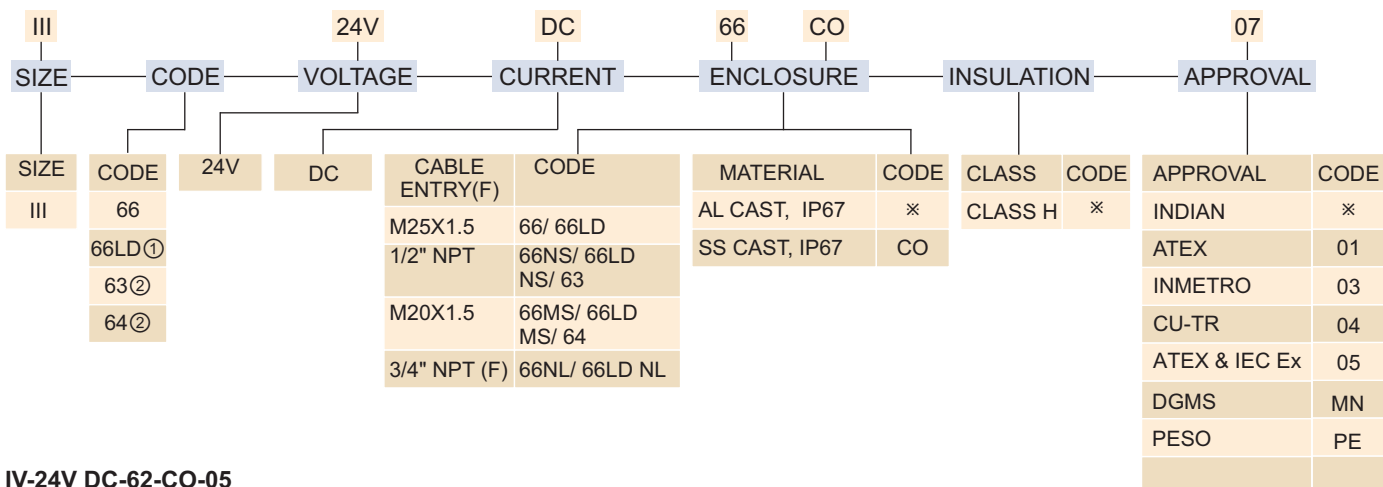 III 24V DC 66 CO 07
SIZE CODE VOLTAGE CURRENT ENCLOSURE INSULATION APPROVAL
SIZE
III
CODE
66
66LD①
63②
64②
24V
DC
CABLE CODE
ENTRY(F)
M25X1.5 66/ 66LD
1/2" NPT 66NS/ 66LD
NS/ 63
M20X1.5 66MS/ 66LD
MS/ 64
3/4" NPT (F) 66NL/ 66LD NL
MATERIAL CODE
AL CAST, IP67 ※
SS CAST, IP67 CO
CLASS CODE
CLASS H ※
APPROVAL CODE
INDIAN ※
ATEX 01
INMETRO 03
CU-TR 04
ATEX & IEC Ex 05
DGMS MN
PESO PE
IV-24V DC-62-CO-05